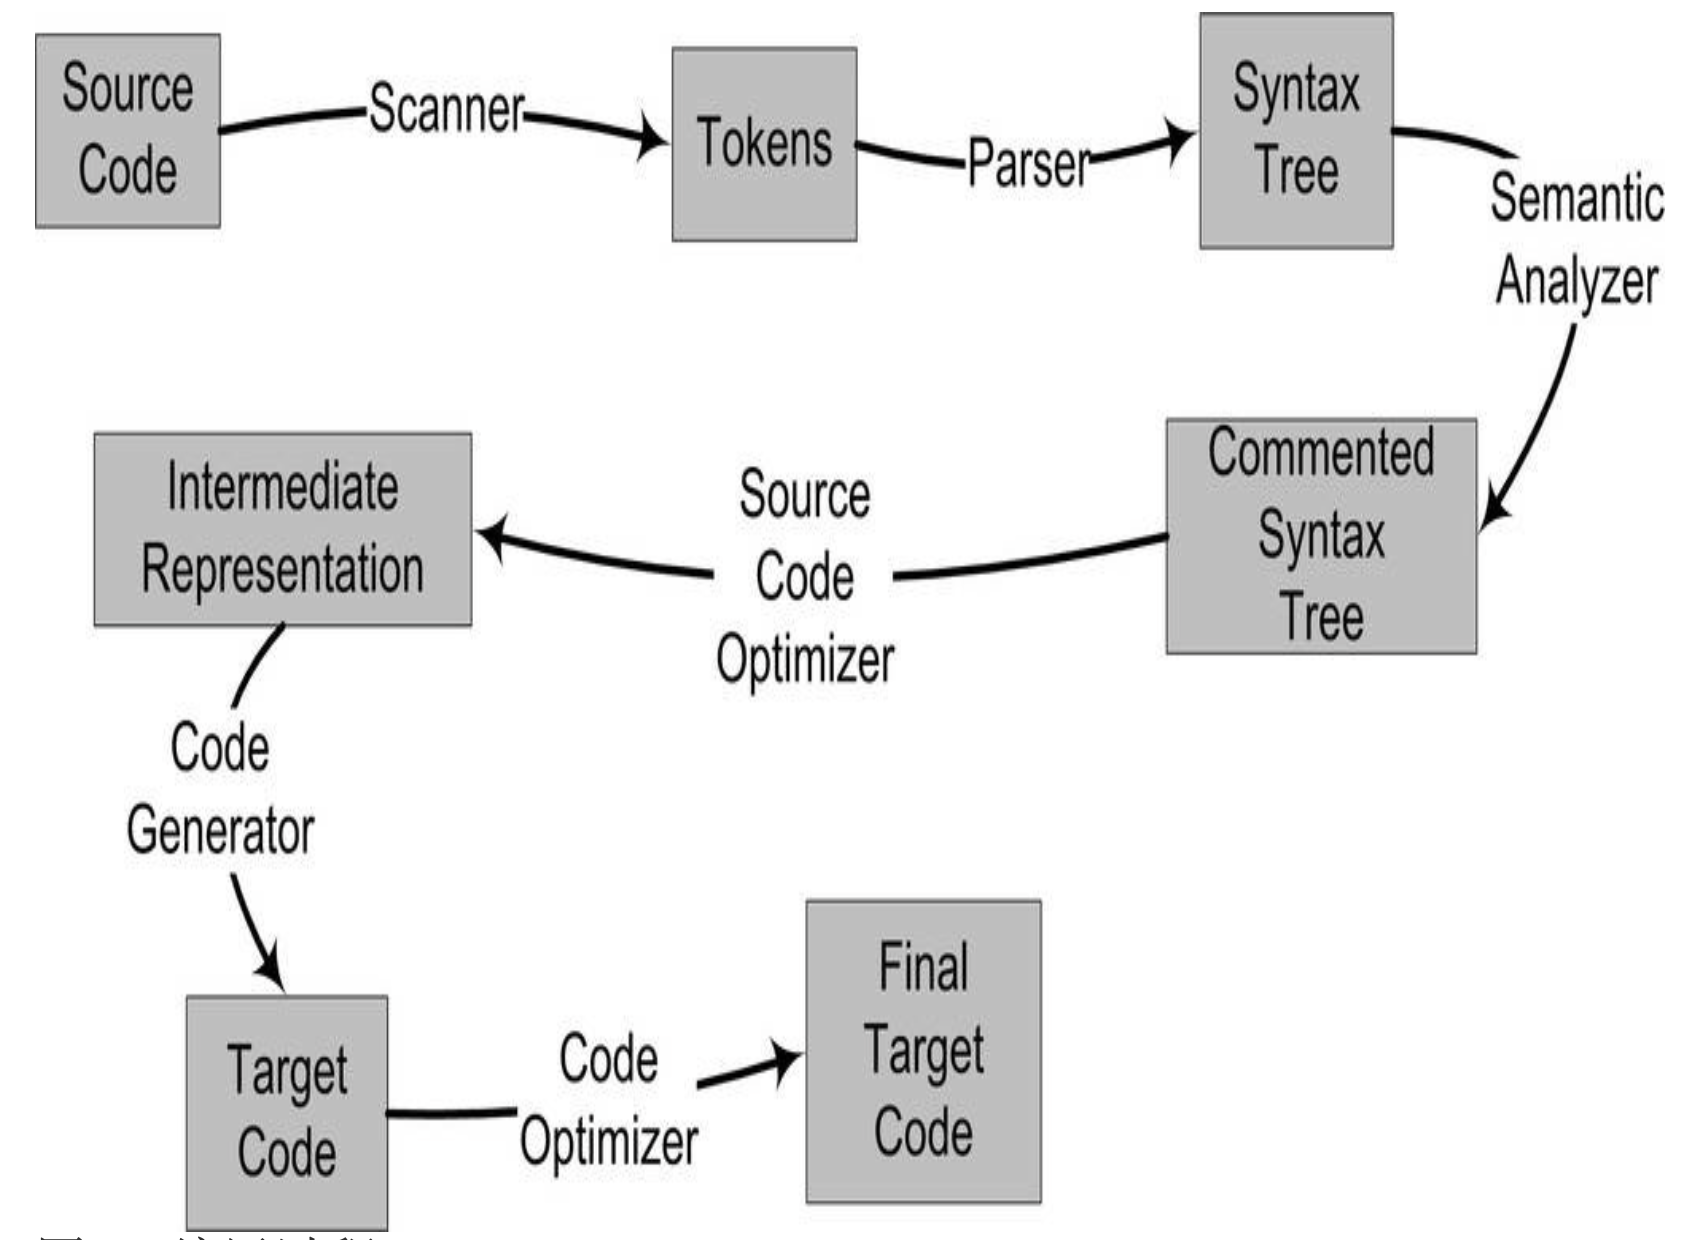 Source
Code
Scanner
Tokens
Parser
Syntax
Tree
Semantic
Analyzer
Commented
Syntax
Tree
Source
Code
Optimizer
Intermediate
Representation
Code
Generator
Target
Code
Code
Optimizer
Final
Target
Code